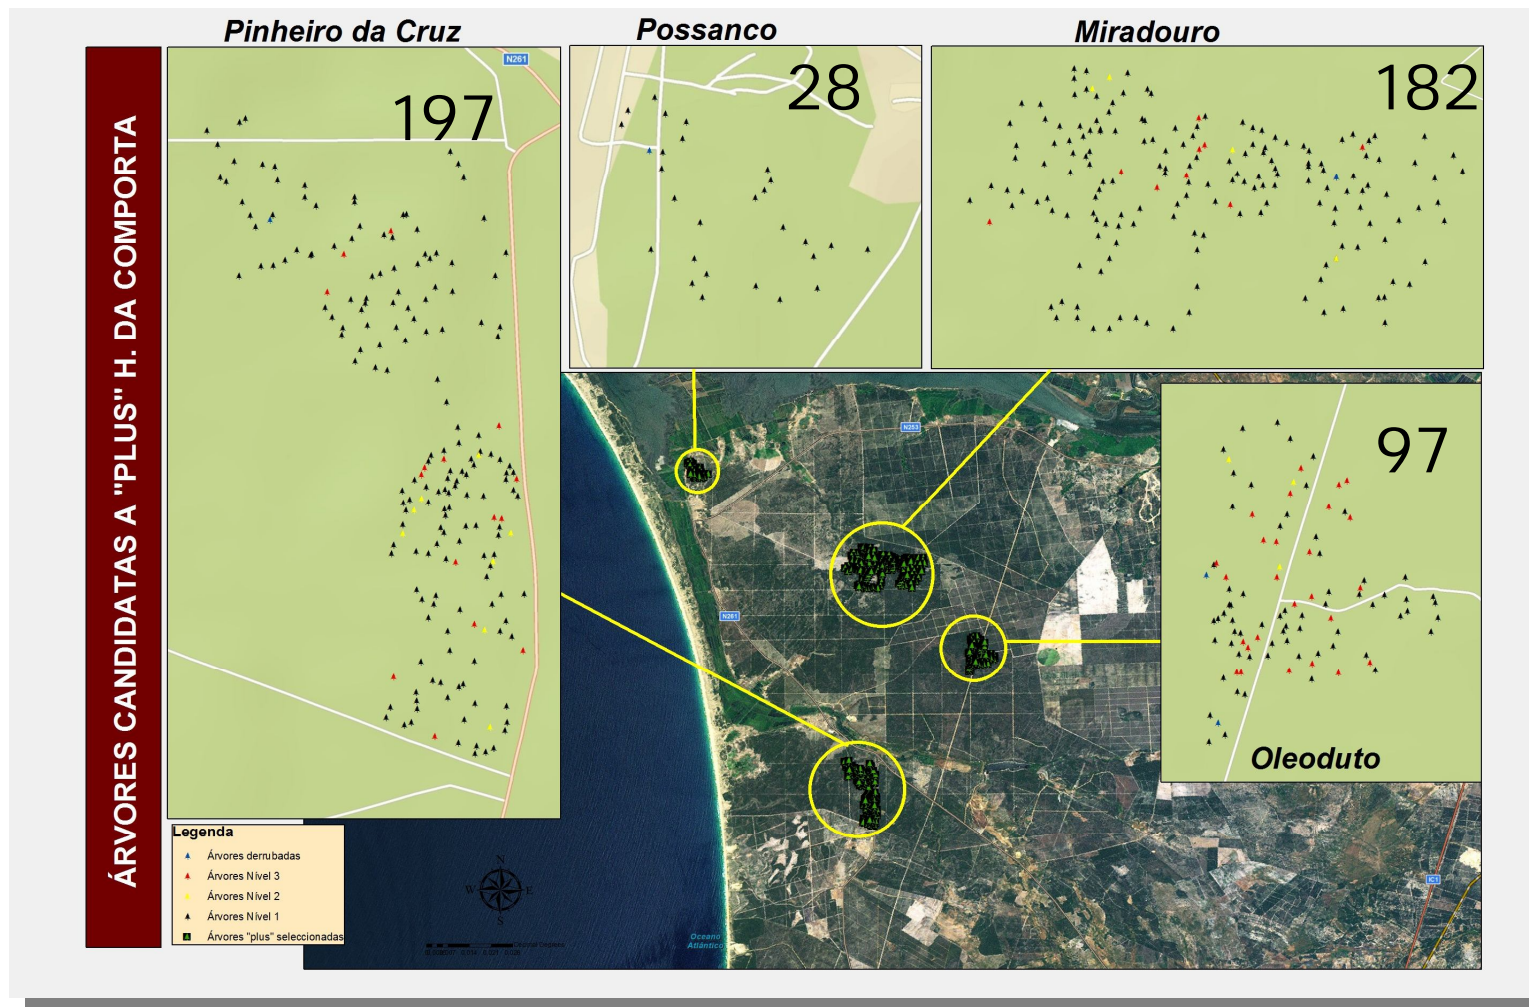 Pinheiro da Cruz
Possanco
Miradouro
ÁRVORES CANDIDATAS A "PLUS" H. DA COMPORTA
N261
197
28
182
N253
97
N261
Oleoduto
Legenda
Árvores derrubadas
Árvores Nível 3
Árvores Nível 2
Árvores Nível 1
Árvores "plus" seleccionadas
N
W
E
S
IC1
Oceano
Atlântico